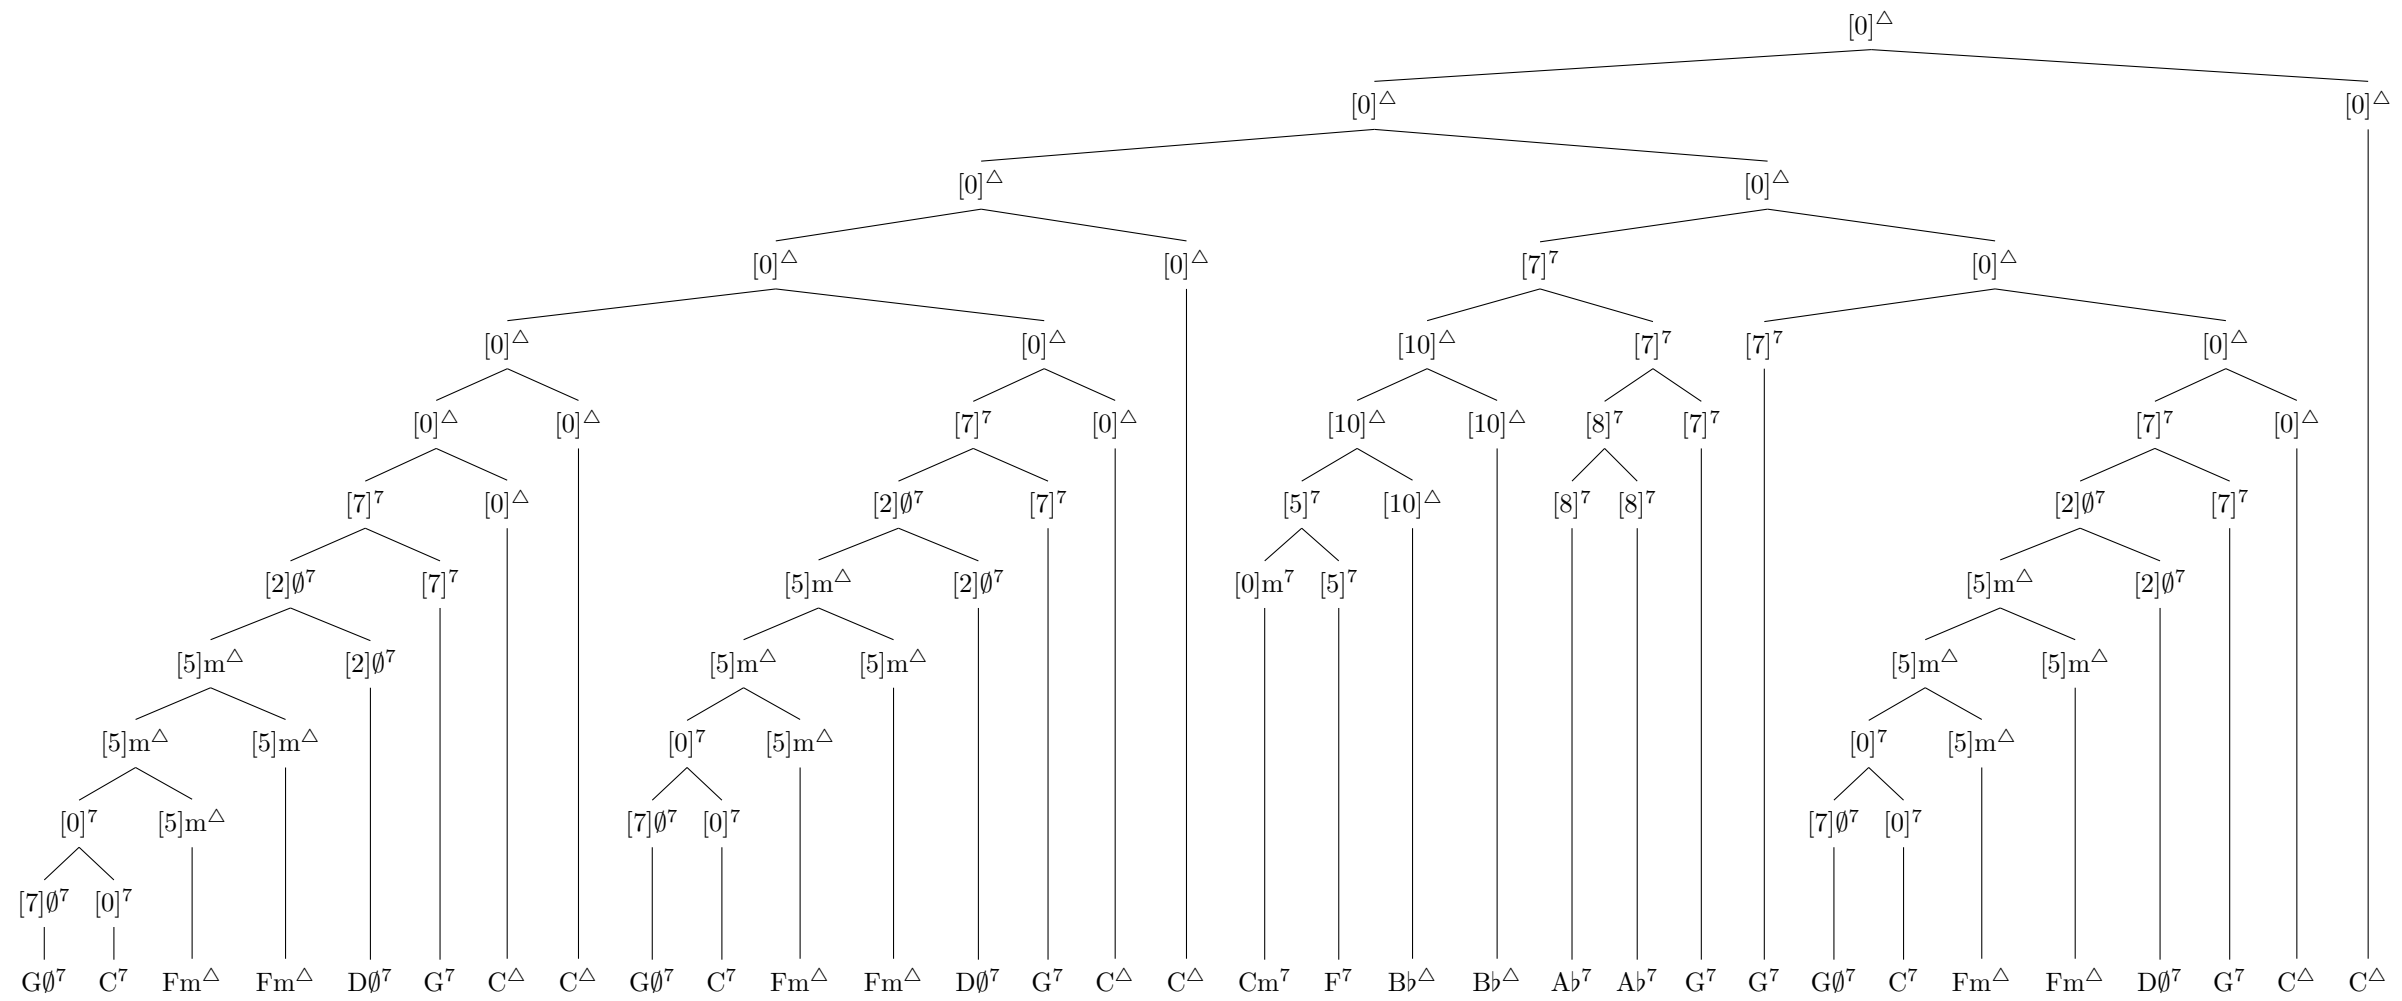 [0]△
[0]△ [0]△
[0]△ [0]△
[0]△ [0]△ [7]⁷ [0]△
[0]△ [0]△ [10]△ [7]⁷ [7]⁷ [0]△
[0]△ [0]△ [7]⁷ [0]△ [10]△ [10]△ [8]⁷ [7]⁷ [7]⁷ [0]△
[7]⁷ [0]△ [2]∅⁷ [7]⁷ [5]⁷ [10]△ [8]⁷ [8]⁷ [2]∅⁷ [7]⁷
[2]∅⁷ [7]⁷ [5]m△ [2]∅⁷ [0]m⁷ [5]⁷ [5]m△ [2]∅⁷
[5]m△ [2]∅⁷ [5]m△ [5]m△ [5]m△ [5]m△
[5]m△ [5]m△ [0]⁷ [5]m△ [0]⁷ [5]m△
[0]⁷ [5]m△ [7]∅⁷ [0]⁷ [7]∅⁷ [0]⁷
[7]∅⁷ [0]⁷
G∅⁷ C⁷ Fm△ Fm△ D∅⁷ G⁷ C△ C△ G∅⁷ C⁷ Fm△ Fm△ D∅⁷ G⁷ C△ C△ Cm⁷ F⁷ B♭△ B♭△ A♭⁷ A♭⁷ G⁷ G⁷ G∅⁷ C⁷ Fm△ Fm△ D∅⁷ G⁷ C△ C△